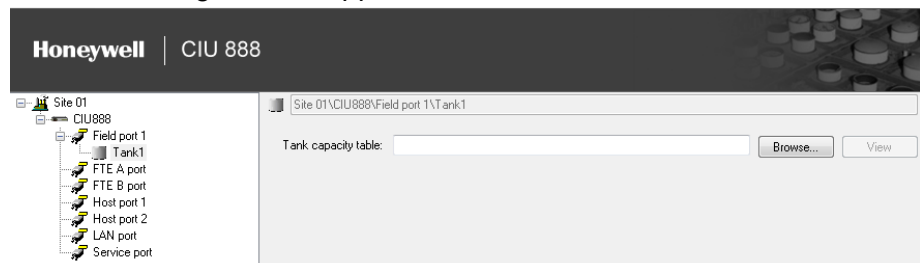 Honeywell | CIU 888
Site 01
CIU888
Field port 1
Tank1
FTE A port
FTE B port
Host port 1
Host port 2
LAN port
Service port
Site 01\CIU888\Field port 1\Tank1
Tank capacity table:
Browse...
View